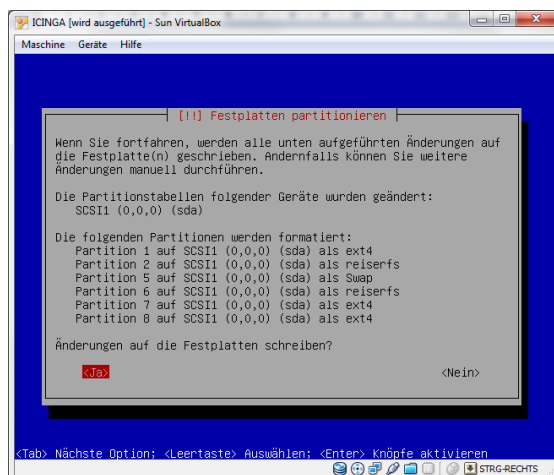 ICINGA [wird ausgeführt] - Sun VirtualBox
Maschine Geräte Hilfe
[!!] Festplatten partitionieren
Wenn Sie fortfahren, werden alle unten aufgeführten Änderungen auf
die Festplatte(n) geschrieben. Andernfalls können Sie weitere
Änderungen manuell durchführen.
Die Partitionstabellen folgender Geräte wurden geändert:
SCSI1 (0,0,0) (sda)
Die folgenden Partitionen werden formatiert:
Partition 1 auf SCSI1 (0,0,0) (sda) als ext4
Partition 2 auf SCSI1 (0,0,0) (sda) als reiserfs
Partition 5 auf SCSI1 (0,0,0) (sda) als Swap
Partition 6 auf SCSI1 (0,0,0) (sda) als reiserfs
Partition 7 auf SCSI1 (0,0,0) (sda) als ext4
Partition 8 auf SCSI1 (0,0,0) (sda) als ext4
Änderungen auf die Festplatten schreiben?
<Ja> <Nein>
<Tab> Nächste Option; <Leertaste> Auswählen; <Enter> Knöpfe aktivieren
STRG-RECHTS